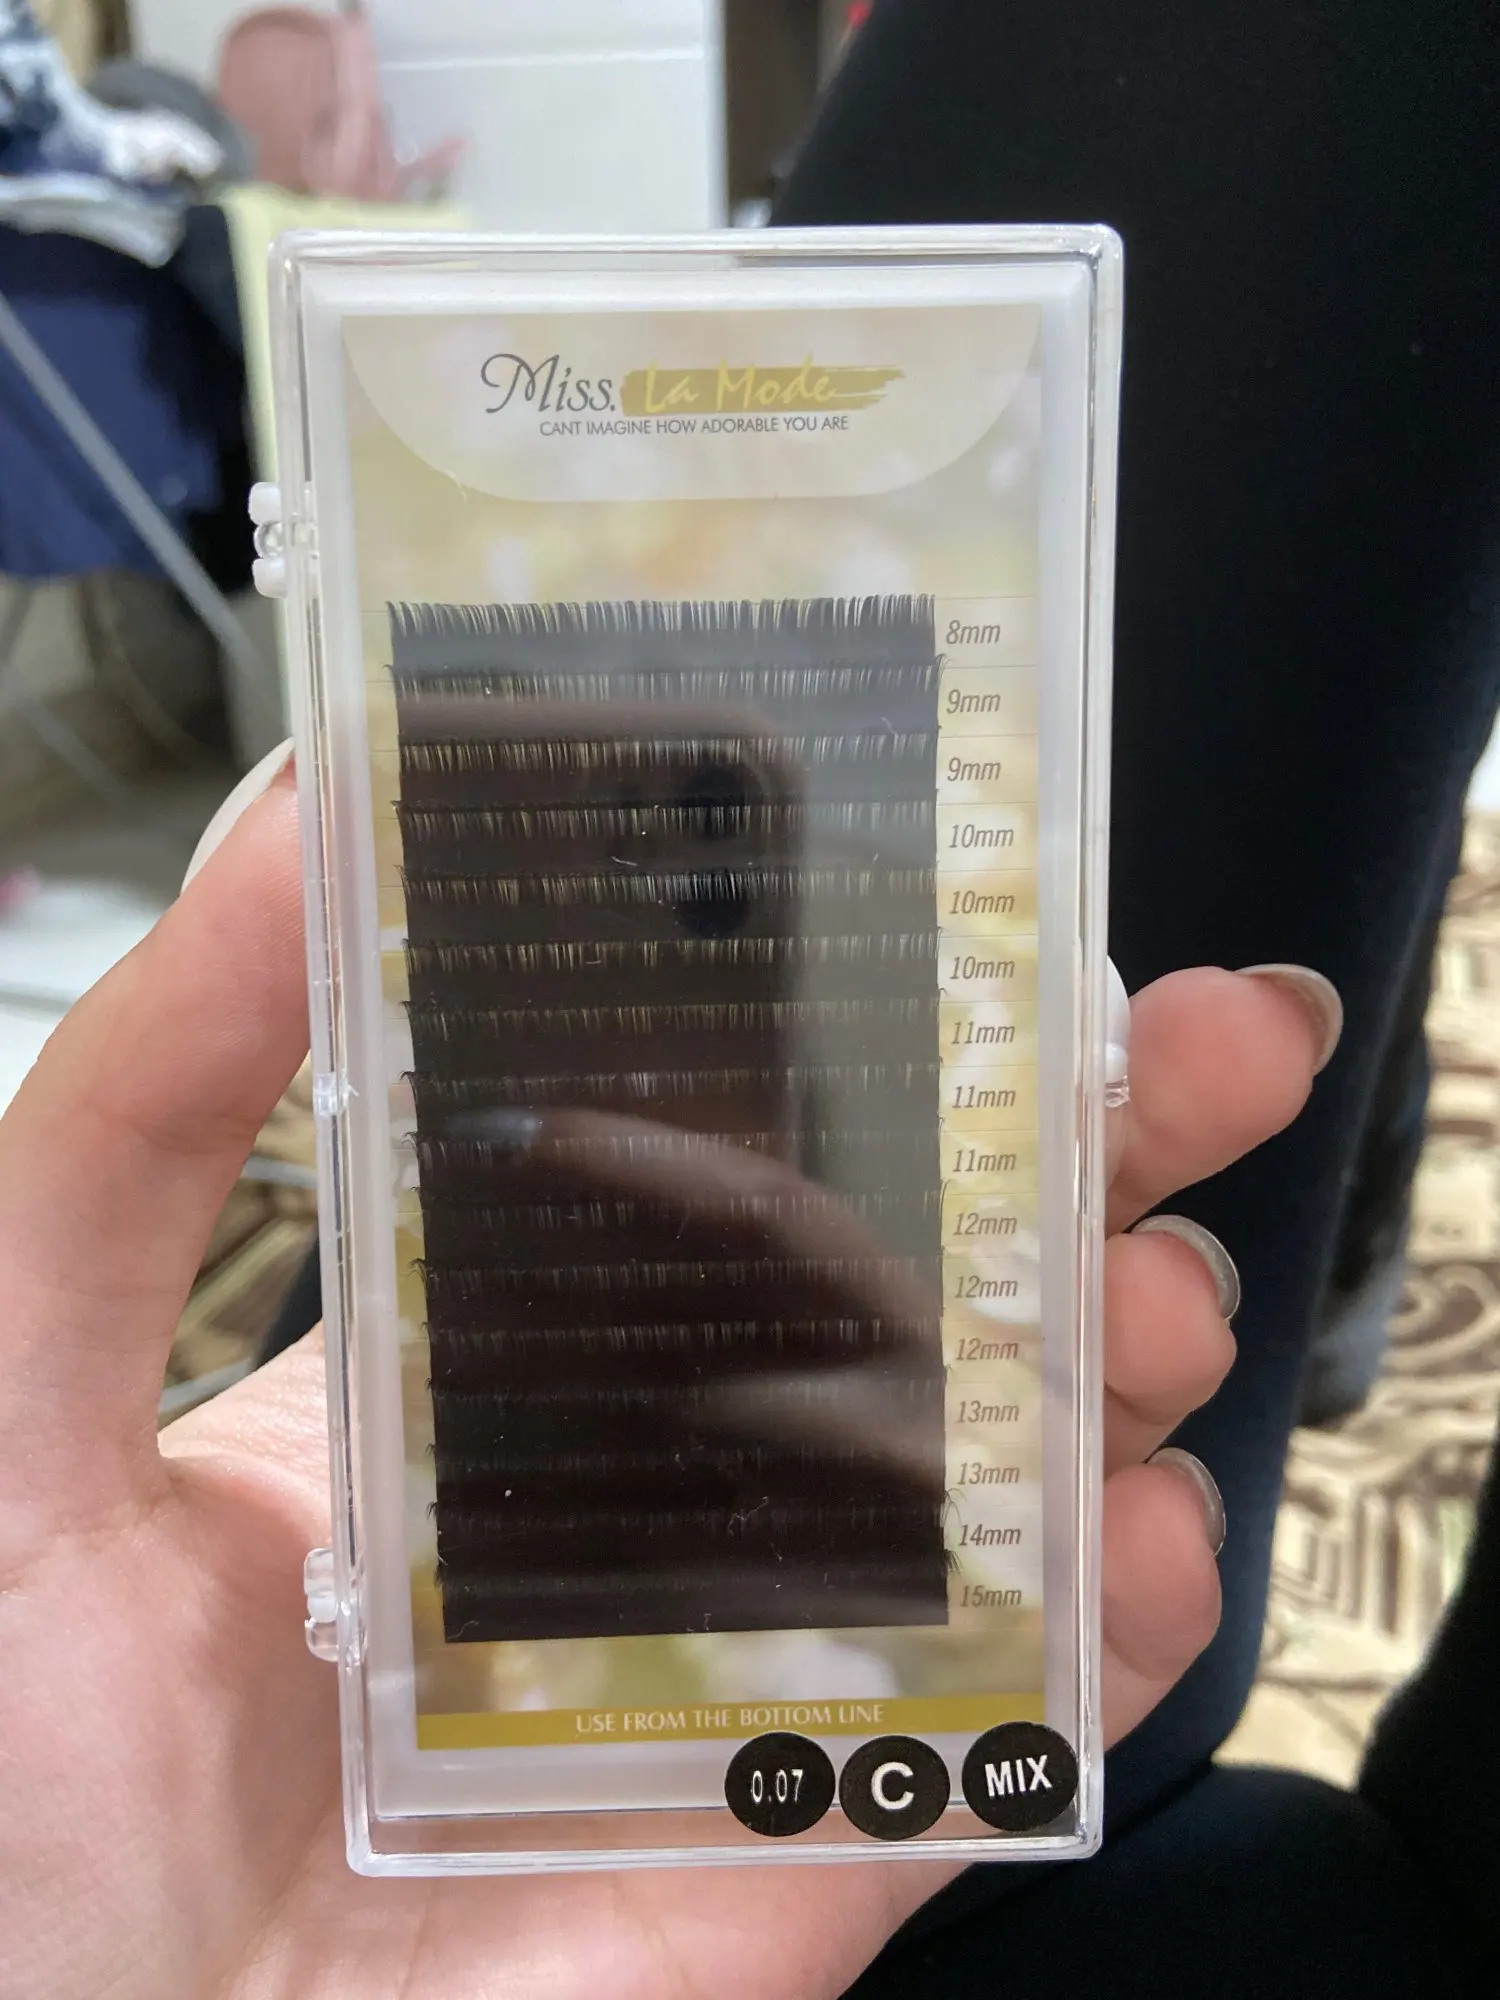 Miss. La Mode
CANT IMAGINE HOW ADORABLE YOU ARE
8mm
9mm
9mm
10mm
10mm
10mm
11mm
11mm
11mm
12mm
12mm
12mm
13mm
13mm
14mm
15mm
USE FROM THE BOTTOM LINE
0.07 C MIX